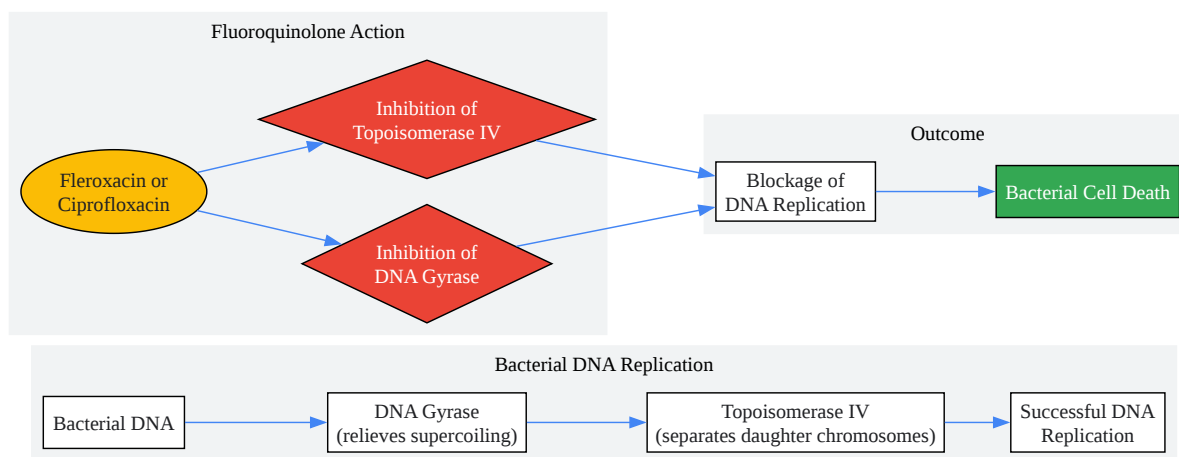 Fluoroquinolone Action
Inhibition of
Topoisomerase IV
Fleroxacin or
Ciprofloxacin
Inhibition of
DNA Gyrase
Outcome
Blockage of
DNA Replication
Bacterial Cell Death
Bacterial DNA Replication
Bacterial DNA
DNA Gyrase
(relieves supercoiling)
Topoisomerase IV
(separates daughter chromosomes)
Successful DNA
Replication